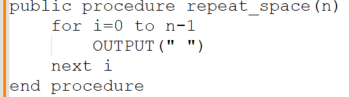 public procedure repeat_space(n)
    for i=0 to n-1
        OUTPUT(" ")
    next i
end procedure